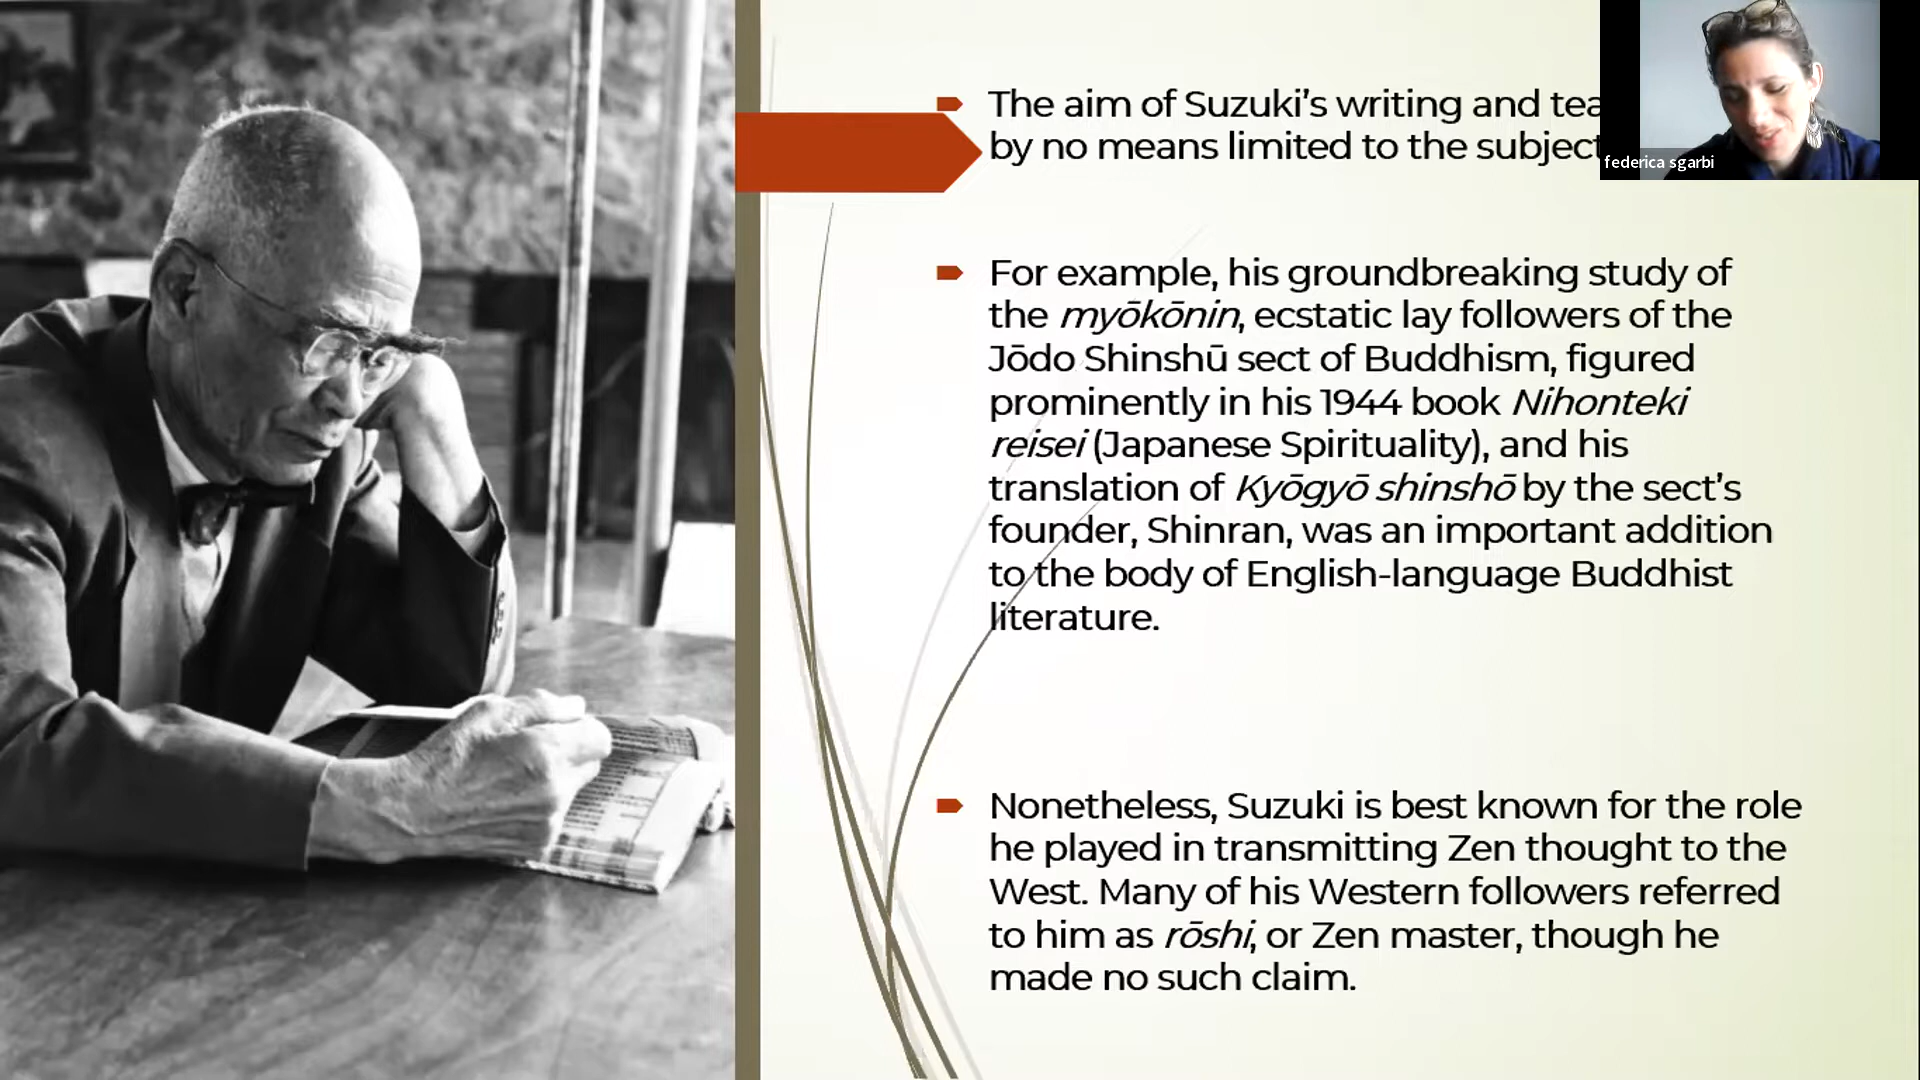 The aim of Suzuki's writing and
by no means limited to the subject
federica sgarbi
For example, his groundbreaking study of
the myōkōnin, ecstatic lay followers of the
Jōdo Shinshū sect of Buddhism, figured
prominently in his 1944 book Nihonteki
reisei (Japanese Spirituality), and his
translation of Kyōgyō shinshō by the sect's
founder, Shinran, was an important addition
to the body of English-language Buddhist
literature.
Nonetheless, Suzuki is best known for the role
he played in transmitting Zen thought to the
West. Many of his Western followers referred
to him as rōshi, or Zen master, though he
made no such claim.